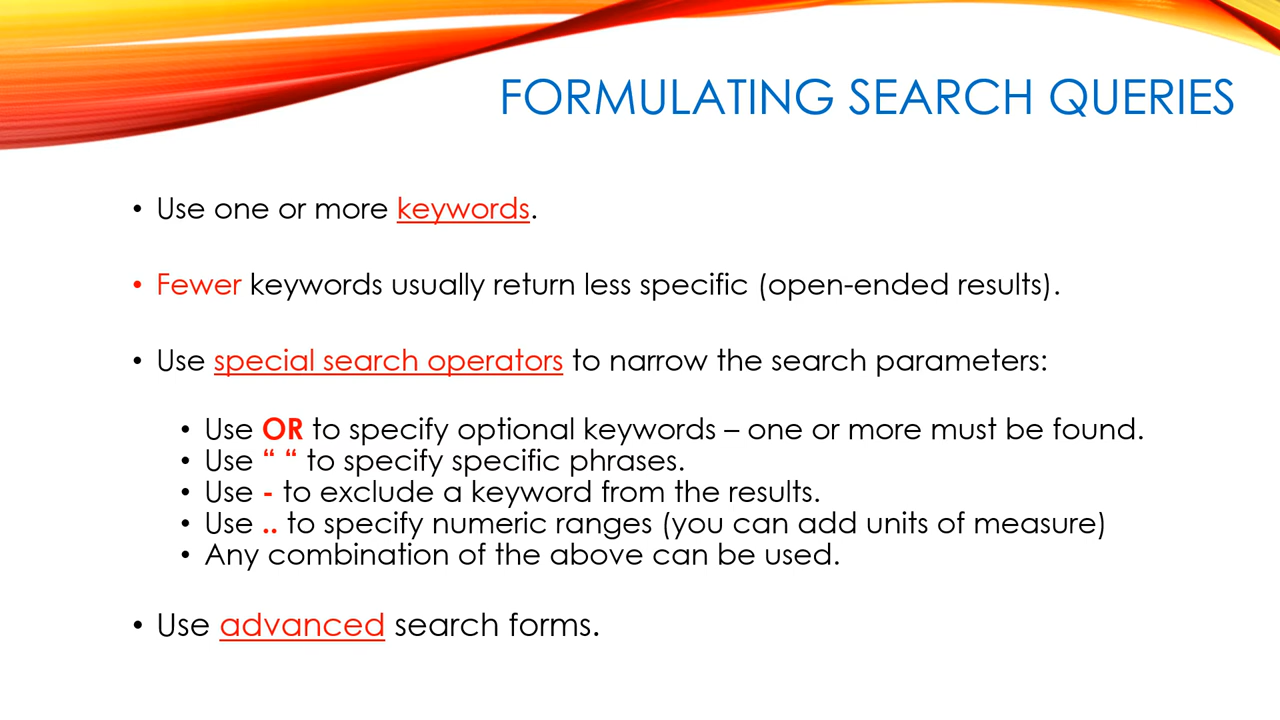 FORMULATING SEARCH QUERIES
• Use one or more keywords.
• Fewer keywords usually return less specific (open-ended results).
• Use special search operators to narrow the search parameters:
• Use OR to specify optional keywords – one or more must be found.
• Use “ “ to specify specific phrases.
• Use - to exclude a keyword from the results.
• Use .. to specify numeric ranges (you can add units of measure)
• Any combination of the above can be used.
• Use advanced search forms.